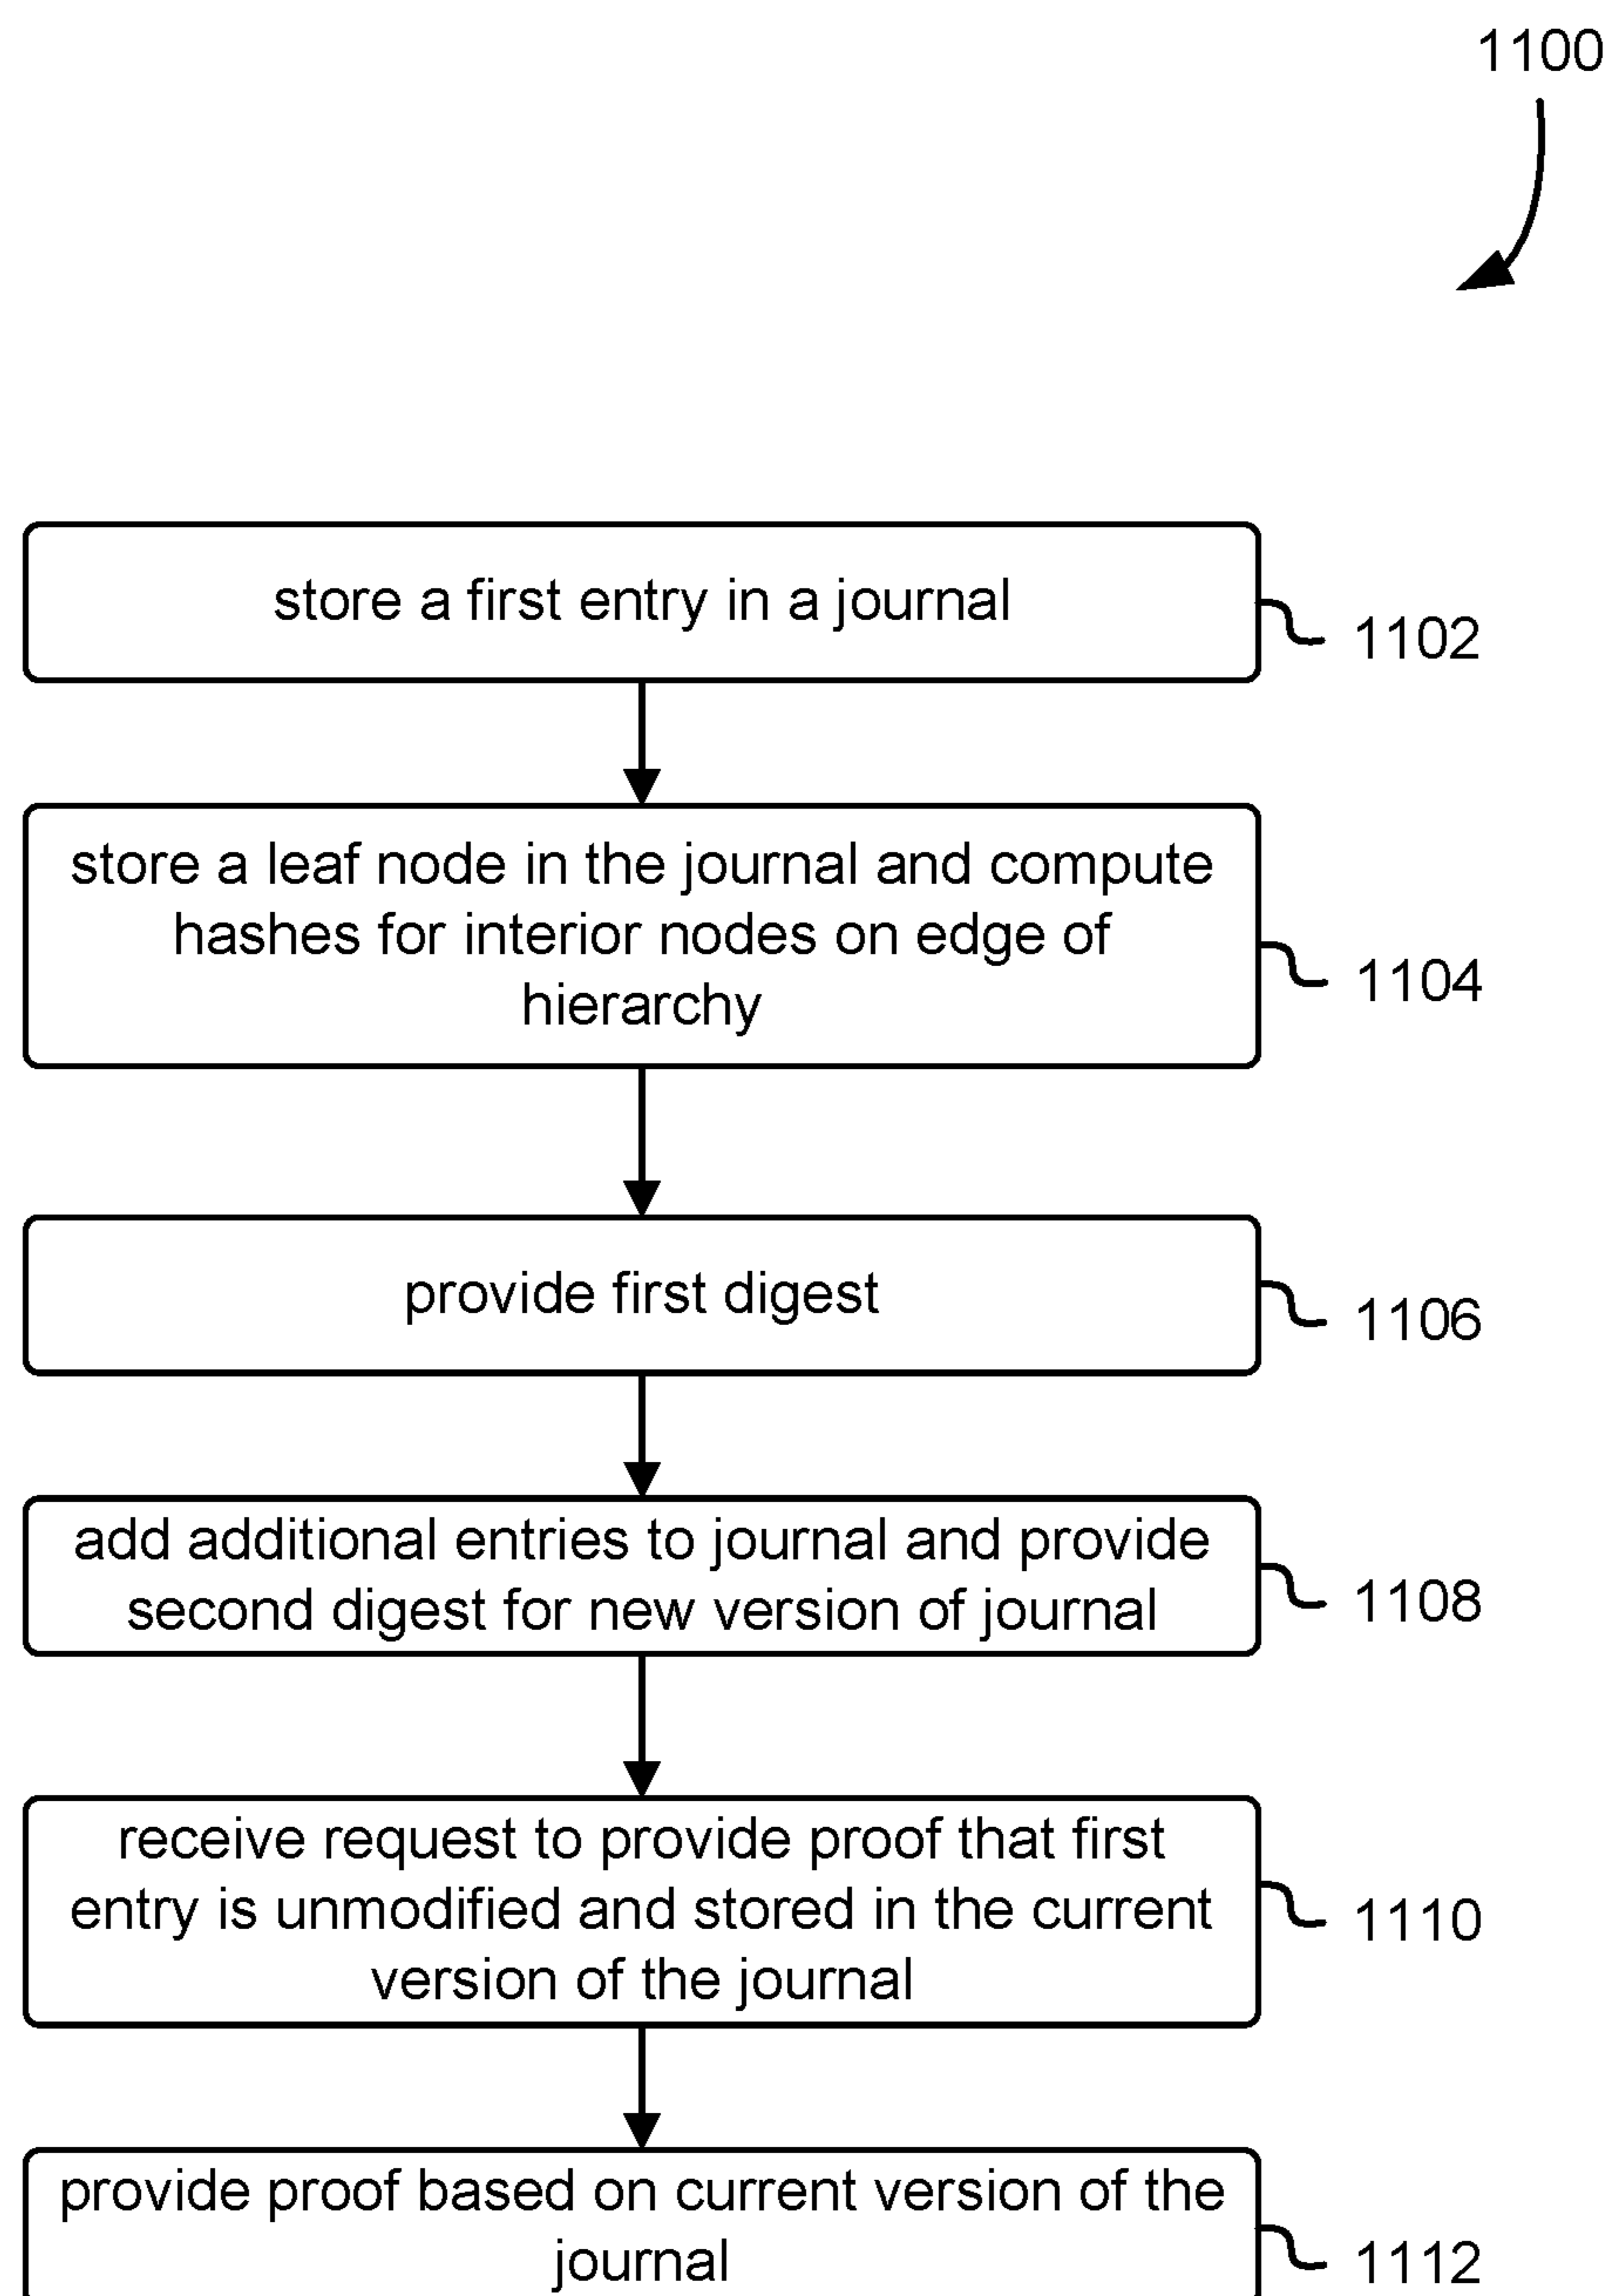 1100
store a first entry in a journal
1102
store a leaf node in the journal and compute
hashes for interior nodes on edge of
hierarchy
1104
provide first digest
1106
add additional entries to journal and provide
second digest for new version of journal
1108
receive request to provide proof that first
entry is unmodified and stored in the current
version of the journal
1110
provide proof based on current version of the
journal
1112